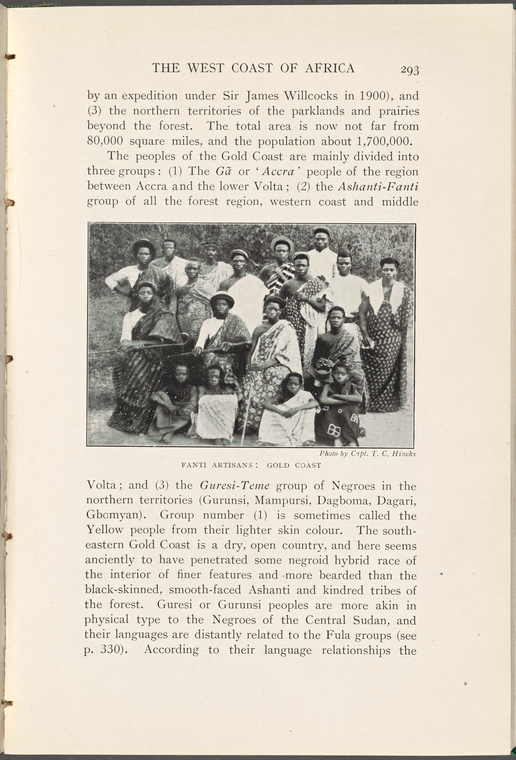 THE WEST COAST OF AFRICA 293
by an expedition under Sir James Willcocks in 1900), and
(3) the northern territories of the parklands and prairies
beyond the forest. The total area is now not far from
80,000 square miles, and the population about 1,700,000.
The peoples of the Gold Coast are mainly divided into
three groups: (1) The Gā or 'Accra' people of the region
between Accra and the lower Volta; (2) the Ashanti-Fanti
group of all the forest region, western coast and middle
Photo by Capt. T. C. Hincks
FANTI ARTISANS: GOLD COAST
Volta; and (3) the Guresi-Teme group of Negroes in the
northern territories (Gurunsi, Mampursi, Dagboma, Dagari,
Gbomyan). Group number (1) is sometimes called the
Yellow people from their lighter skin colour. The south-
eastern Gold Coast is a dry, open country, and here seems
anciently to have penetrated some negroid hybrid race of
the interior of finer features and more bearded than the
black-skinned, smooth-faced Ashanti and kindred tribes of
the forest. Guresi or Gurunsi peoples are more akin in
physical type to the Negroes of the Central Sudan, and
their languages are distantly related to the Fula groups (see
p. 330). According to their language relationships the